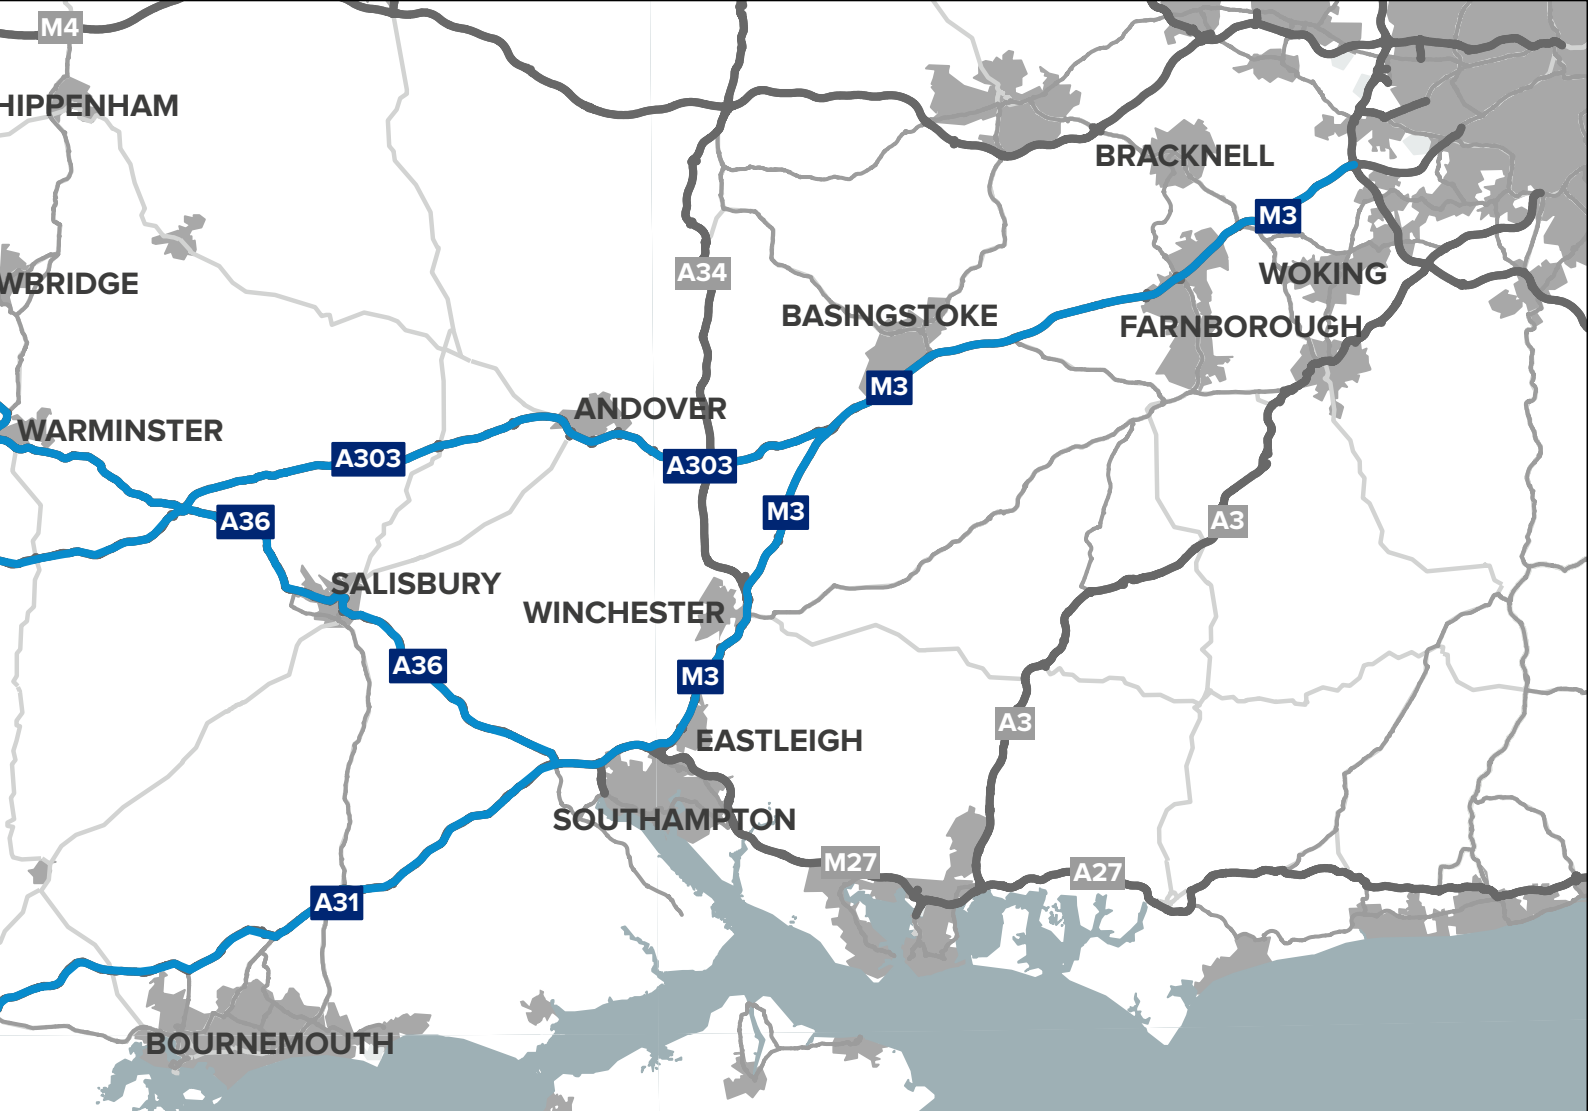 M4
HIPPENHAM
BRACKNELL
M3
WBRIDGE
A34
WOKING
BASINGSTOKE
FARNBOROUGH
M3
ANDOVER
WARMINSTER
A303
A303
M3
A36
A3
SALISBURY
WINCHESTER
A36
M3
A3
EASTLEIGH
SOUTHAMPTON
M27
A27
A31
BOURNEMOUTH